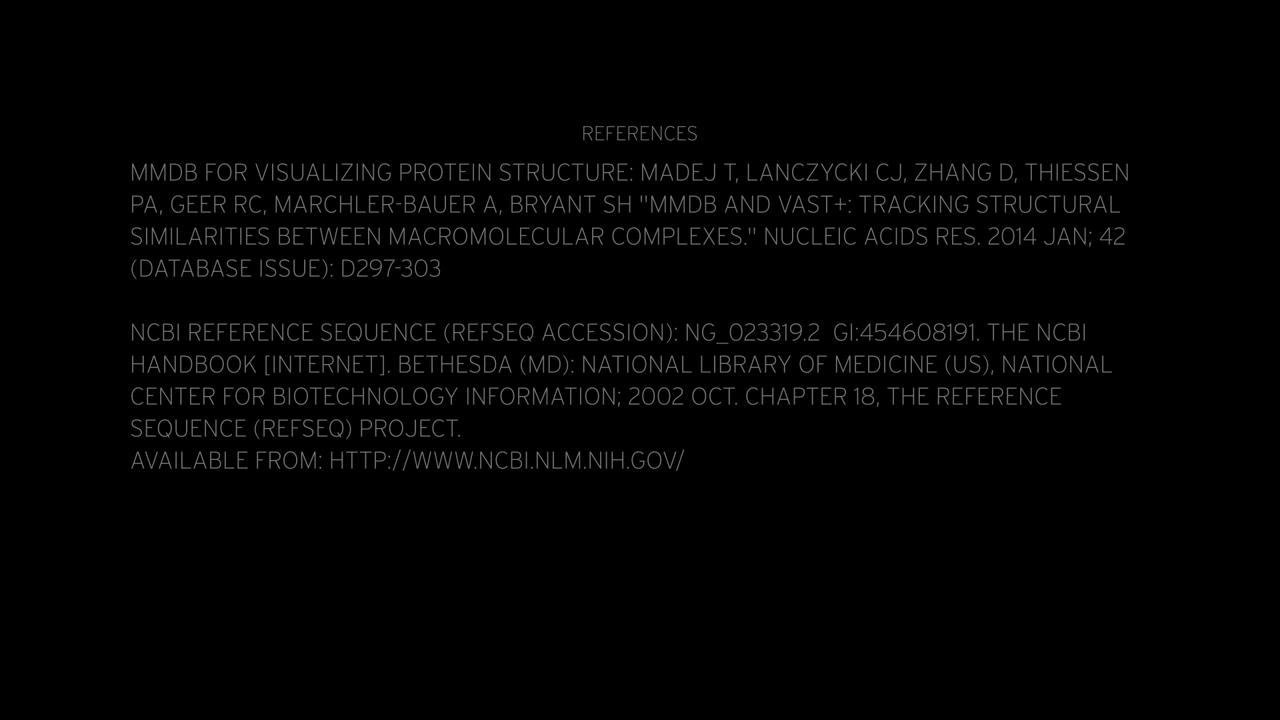 REFERENCES
MMDB FOR VISUALIZING PROTEIN STRUCTURE: MADEJ T, LANCZYCKI CJ, ZHANG D, THIESSEN
PA, GEER RC, MARCHLER-BAUER A, BRYANT SH "MMDB AND VAST+: TRACKING STRUCTURAL
SIMILARITIES BETWEEN MACROMOLECULAR COMPLEXES." NUCLEIC ACIDS RES. 2014 JAN; 42
(DATABASE ISSUE): D297-303
NCBI REFERENCE SEQUENCE (REFSEQ ACCESSION): NG_023319.2  GI:454608191. THE NCBI
HANDBOOK [INTERNET]. BETHESDA (MD): NATIONAL LIBRARY OF MEDICINE (US), NATIONAL
CENTER FOR BIOTECHNOLOGY INFORMATION; 2002 OCT. CHAPTER 18, THE REFERENCE
SEQUENCE (REFSEQ) PROJECT.
AVAILABLE FROM: HTTP://WWW.NCBI.NLM.NIH.GOV/